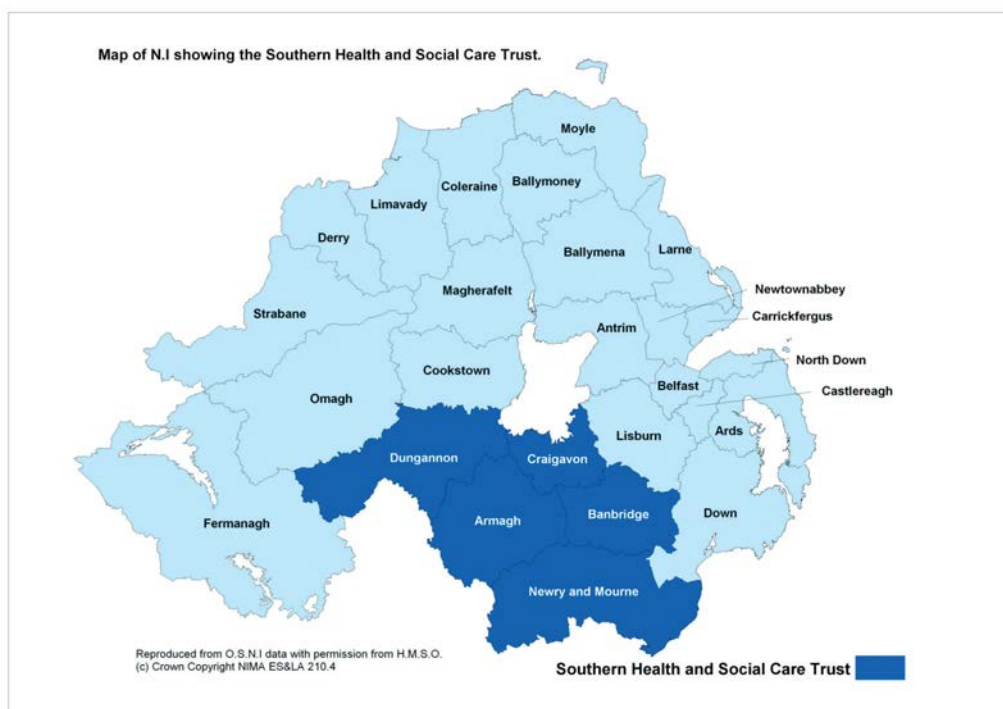 Map of N.I showing the Southern Health and Social Care Trust.
Moyle
Coleraine
Ballymoney
Limavady
Derry
Ballymena
Larne
Magherafelt
Newtownabbey
Strabane
Antrim
Carrickfergus
Cookstown
North Down
Belfast
Omagh
Castlereagh
Lisburn
Ards
Dungannon
Craigavon
Armagh
Banbridge
Down
Fermanagh
Newry and Mourne
Reproduced from O.S.N.I data with permission from H.M.S.O.
(c) Crown Copyright NIMA ES&LA 210.4
Southern Health and Social Care Trust